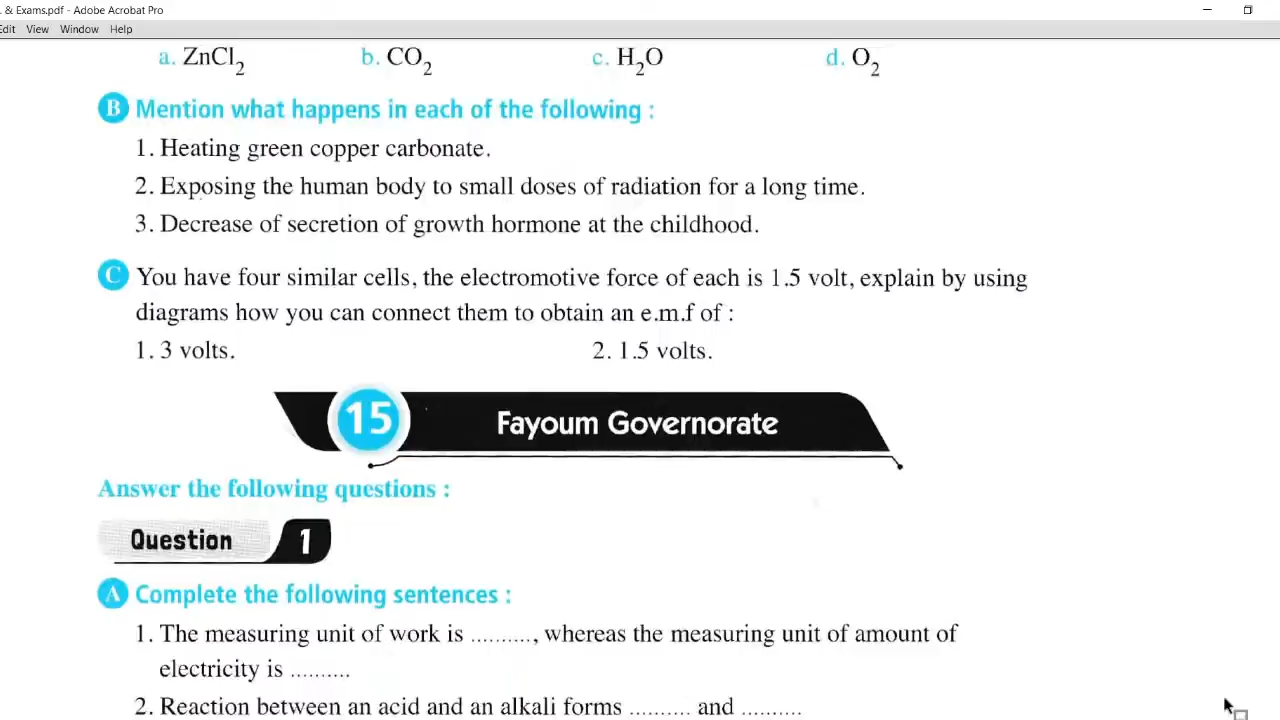 . & Exams.pdf - Adobe Acrobat Pro
Edit View Window Help
a. ZnCl₂ b. CO₂ c. H₂O d. O₂
B Mention what happens in each of the following :
1. Heating green copper carbonate.
2. Exposing the human body to small doses of radiation for a long time.
3. Decrease of secretion of growth hormone at the childhood.
C You have four similar cells, the electromotive force of each is 1.5 volt, explain by using
diagrams how you can connect them to obtain an e.m.f of :
1. 3 volts. 2. 1.5 volts.
15 Fayoum Governorate
Answer the following questions :
Question 1
A Complete the following sentences :
1. The measuring unit of work is .........., whereas the measuring unit of amount of
electricity is ..........
2. Reaction between an acid and an alkali forms .......... and ..........